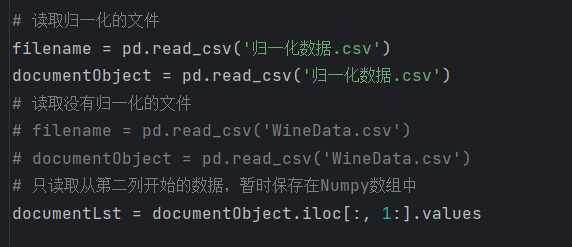 # 读取归一化的文件
filename = pd.read_csv('归一化数据.csv')
documentObject = pd.read_csv('归一化数据.csv')
# 读取没有归一化的文件
# filename = pd.read_csv('WineData.csv')
# documentObject = pd.read_csv('WineData.csv')
# 只读取从第二列开始的数据，暂时保存在Numpy数组中
documentLst = documentObject.iloc[:, 1:].values